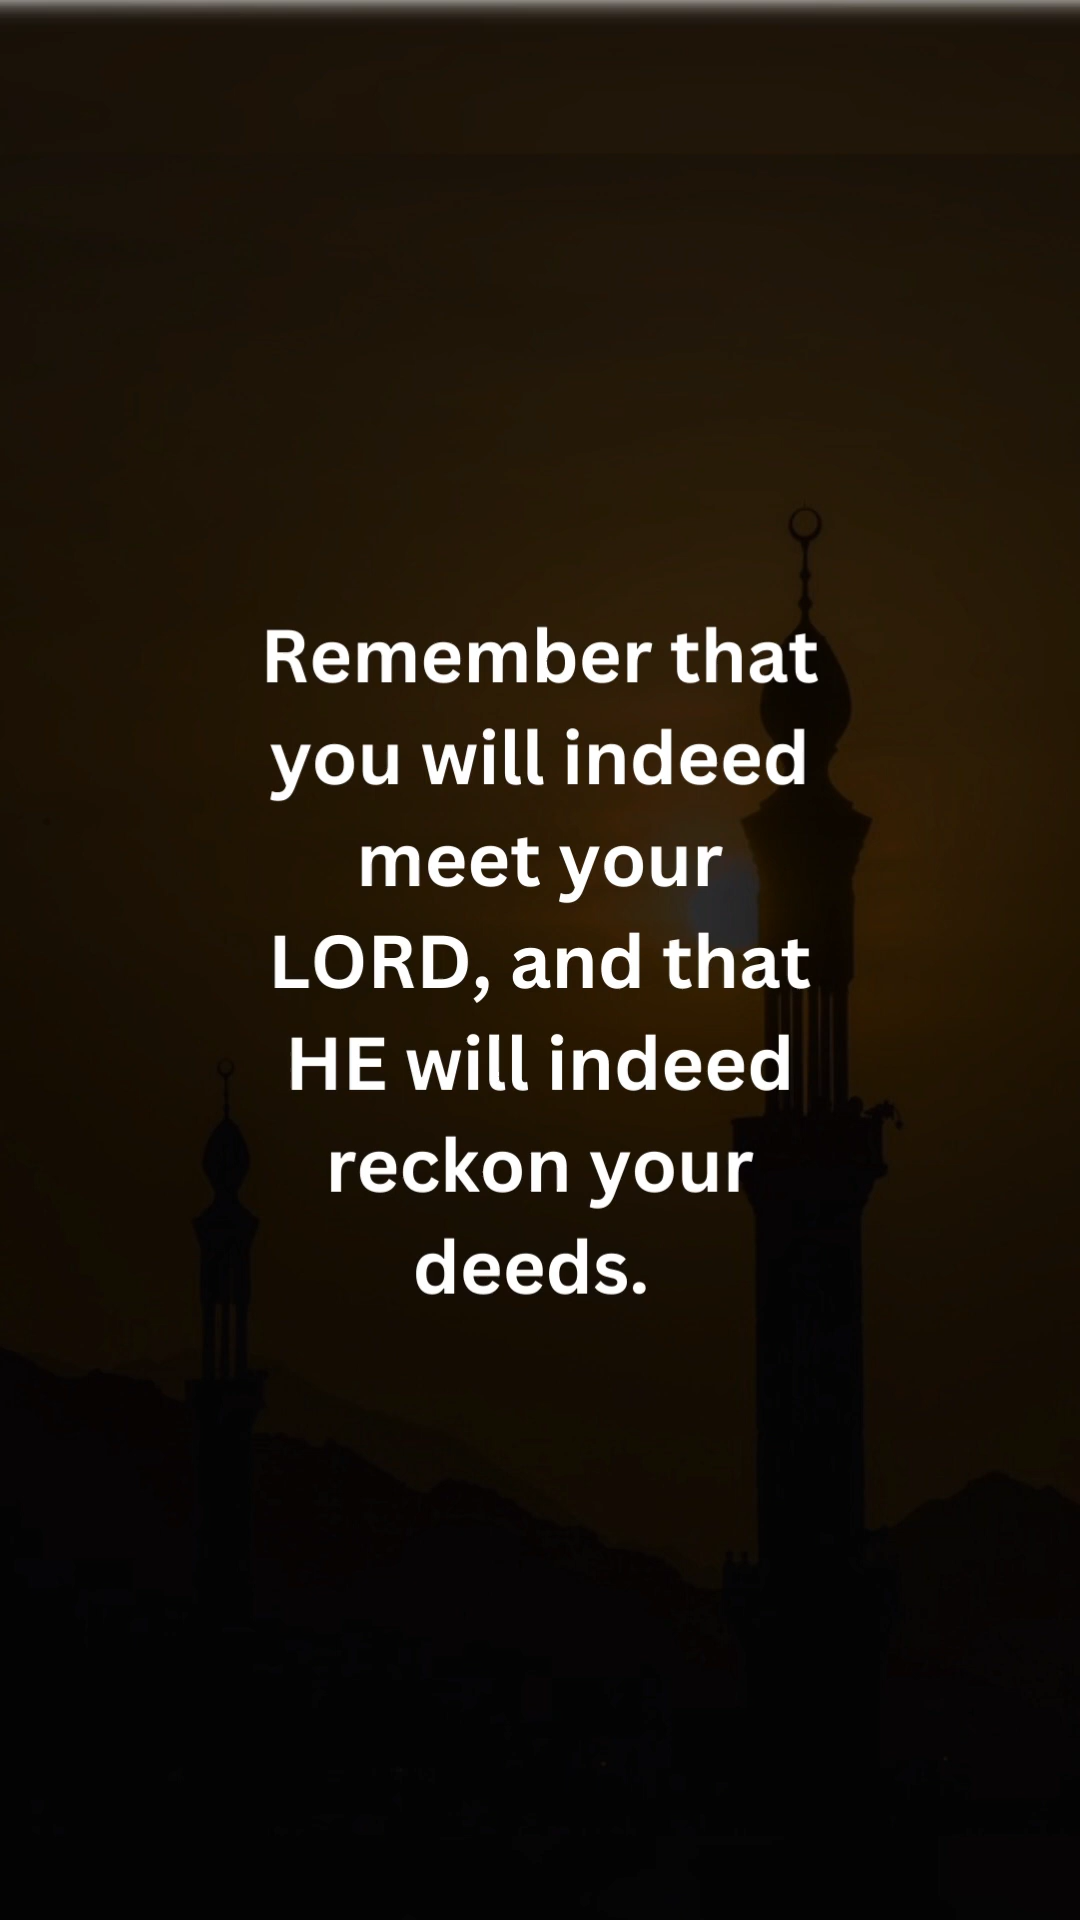 Remember that
you will indeed
meet your
LORD, and that
HE will indeed
reckon your
deeds.